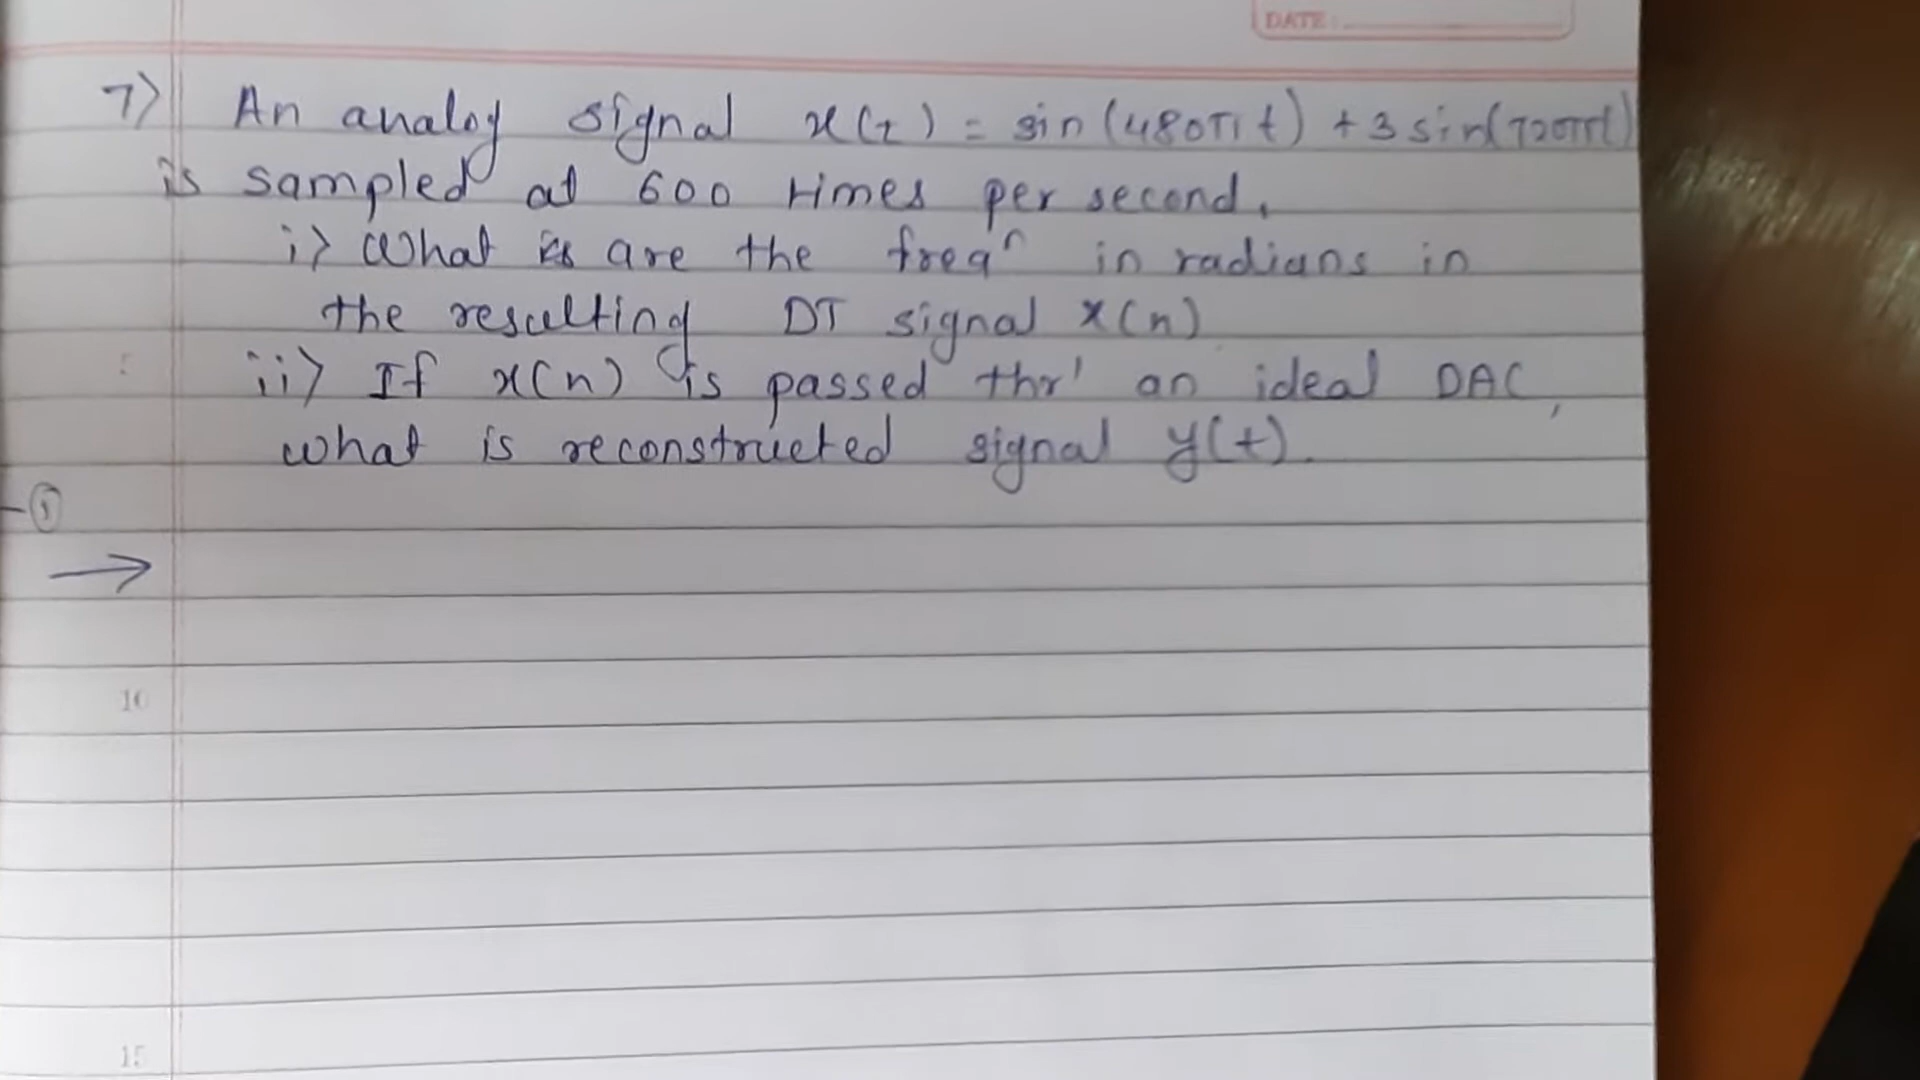 DATE:
7) An analog signal x(t) = sin(480πt) + 3 sin(720πt)
is sampled at 600 times per second.
i) What are the freqⁿ in radians in
the resulting DT signal x(n)
ii) If x(n) is passed thr' an ideal DAC,
what is reconstructed signal y(t).
-①
→
10
15